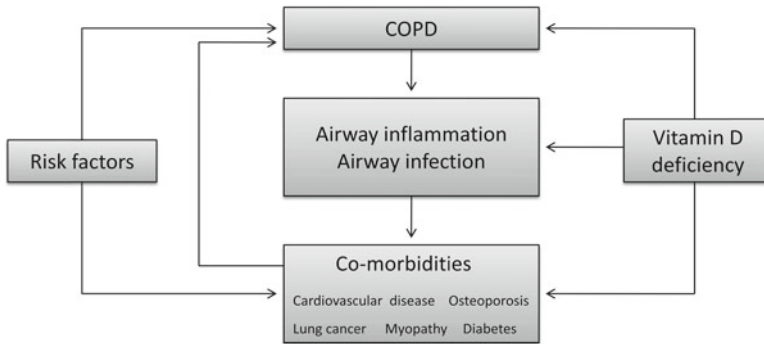 COPD
Airway inflammation
Airway infection
Risk factors
Vitamin D
deficiency
Co-morbidities
Cardiovascular disease Osteoporosis
Lung cancer Myopathy Diabetes